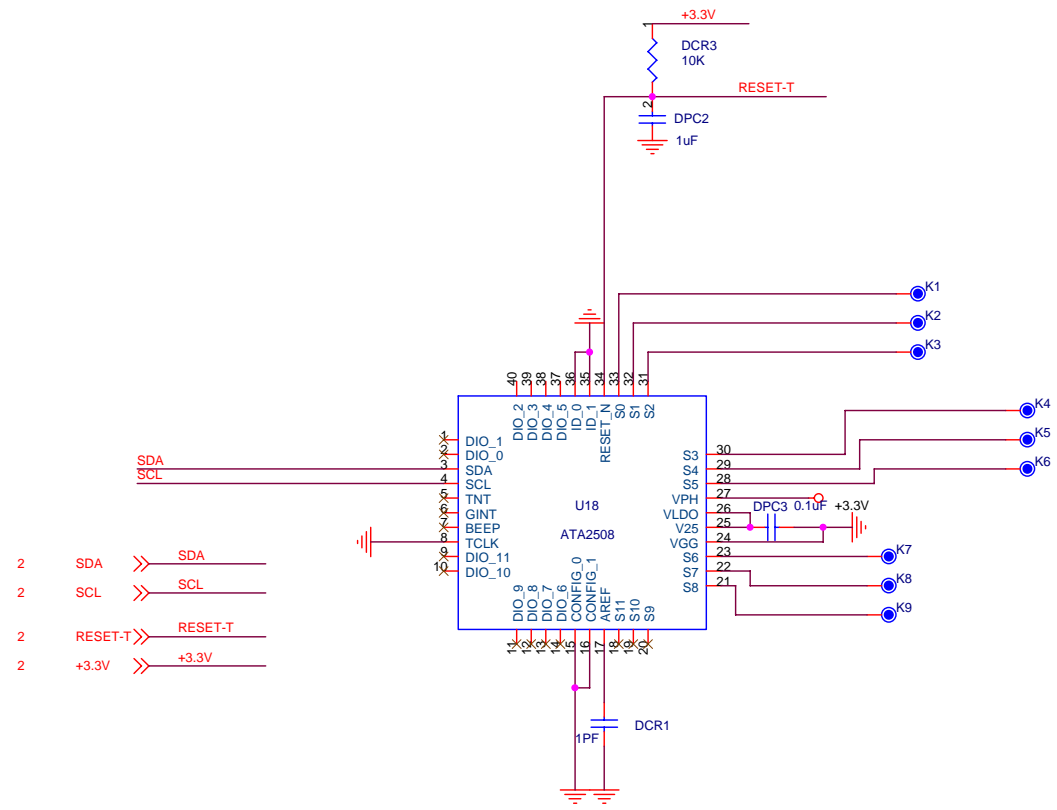 +3.3V
1
DCR3
10K
RESET-T
2
DPC2
1uF
K1
K2
K3
40
39
38
37
36
35
34
33
32
31
DIO_2
DIO_3
DIO_4
DIO_5
ID_0
ID_1
RESET_N
S0
S1
S2
K4
K5
K6
1 DIO_1
2 DIO_0
SDA 3 SDA
SCL 4 SCL
5 TNT
6 GINT
7 BEEP
8 TCLK
9 DIO_11
10 DIO_10
U18
ATA2508
S3 30
S4 29
S5 28
VPH 27
VLDO 26
V25 25
VGG 24
S6 23
S7 22
S8 21
DPC3 0.1uF +3.3V
K7
K8
K9
DIO_9
DIO_8
DIO_7
DIO_6
CONFIG_0
CONFIG_1
AREF
S11
S10
S9
11
12
13
14
15
16
17
18
19
20
2 SDA SDA
2 SCL SCL
2 RESET-T RESET-T
2 +3.3V +3.3V
DCR1
1PF